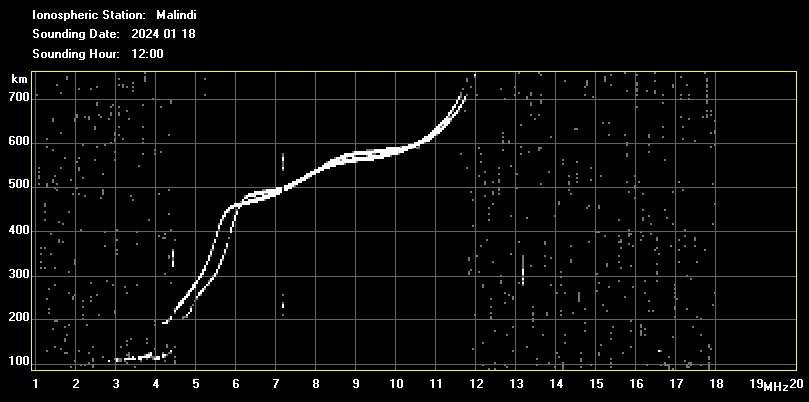 Ionospheric Station: Malindi
Sounding Date: 2024 01 18
Sounding Hour: 12:00
km
700
600
500
400
300
200
100
1 2 3 4 5 6 7 8 9 10 11 12 13 14 15 16 17 18 19 MHz 20